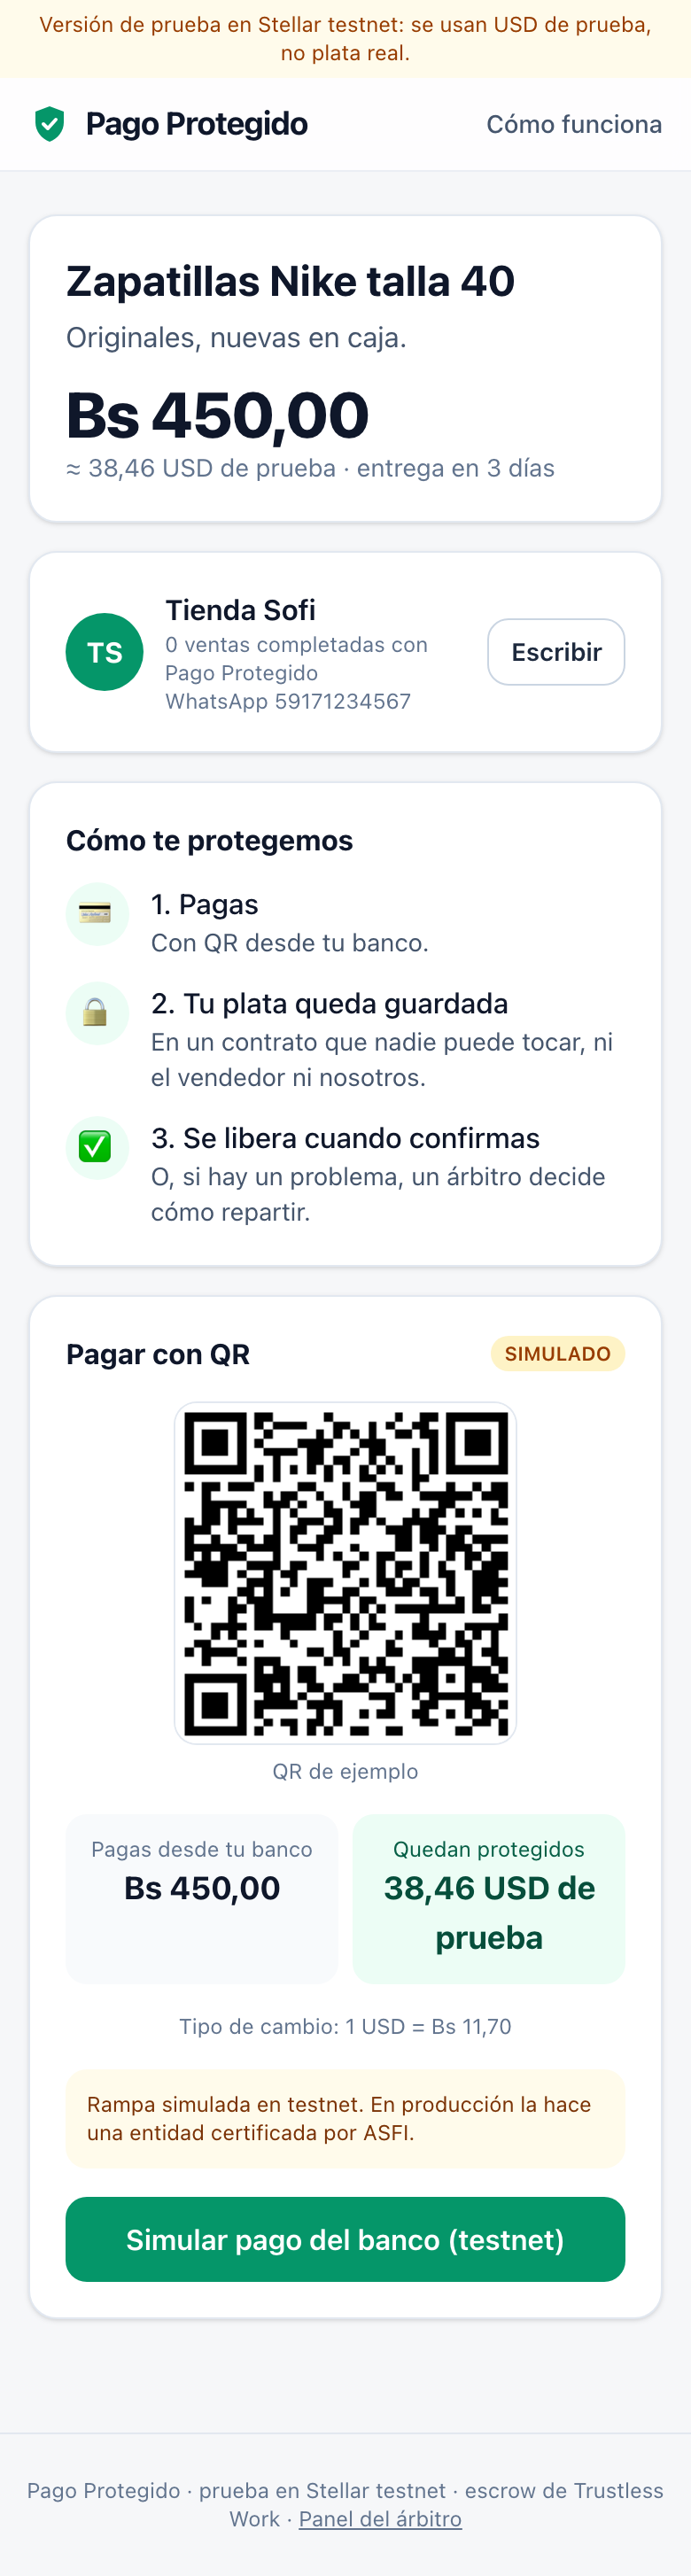 Versión de prueba en Stellar testnet: se usan USD de prueba,
no plata real.
Pago Protegido
Cómo funciona
Zapatillas Nike talla 40
Originales, nuevas en caja.
Bs 450,00
≈ 38,46 USD de prueba · entrega en 3 días
TS
Tienda Sofi
0 ventas completadas con
Pago Protegido
WhatsApp 59171234567
Escribir
Cómo te protegemos
1. Pagas
Con QR desde tu banco.
2. Tu plata queda guardada
En un contrato que nadie puede tocar, ni
el vendedor ni nosotros.
3. Se libera cuando confirmas
O, si hay un problema, un árbitro decide
cómo repartir.
Pagar con QR
SIMULADO
QR de ejemplo
Pagas desde tu banco
Bs 450,00
Quedan protegidos
38,46 USD de
prueba
Tipo de cambio: 1 USD = Bs 11,70
Rampa simulada en testnet. En producción la hace
una entidad certificada por ASFI.
Simular pago del banco (testnet)
Pago Protegido · prueba en Stellar testnet · escrow de Trustless
Work · Panel del árbitro